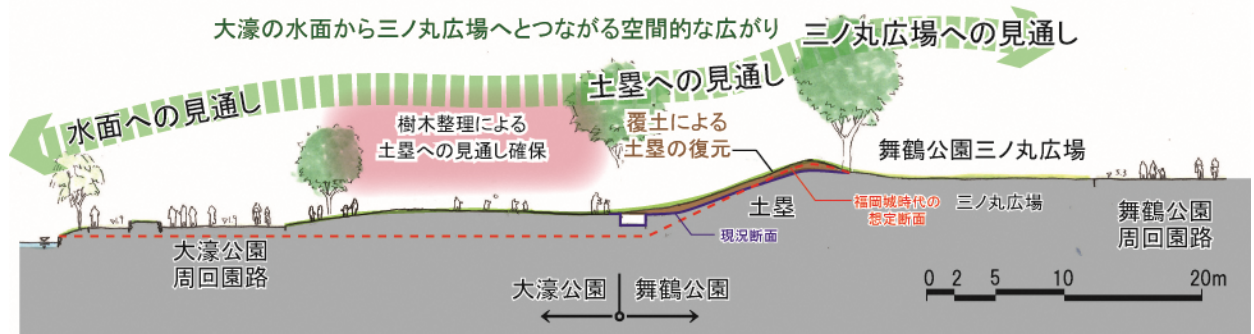 大濠の水面から三ノ丸広場へとつながる空間的な広がり
三ノ丸広場への見通し
土塁への見通し
水面への見通し
樹木整理による
土塁への見通し確保
覆土による
土塁の復元
舞鶴公園三ノ丸広場
福岡城時代の
想定断面
三ノ丸広場
土塁
現況断面
大濠公園
周回園路
舞鶴公園
周回園路
大濠公園
舞鶴公園
0 2 5 10 20m